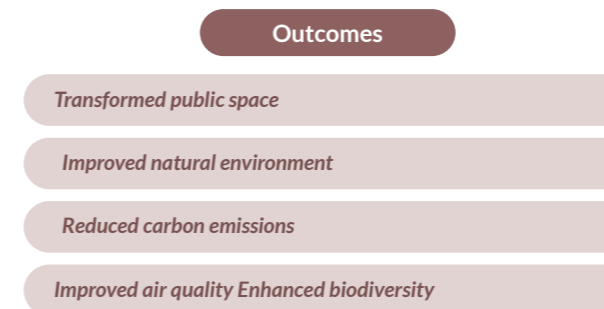 Outcomes
Transformed public space
Improved natural environment
Reduced carbon emissions
Improved air quality Enhanced biodiversity